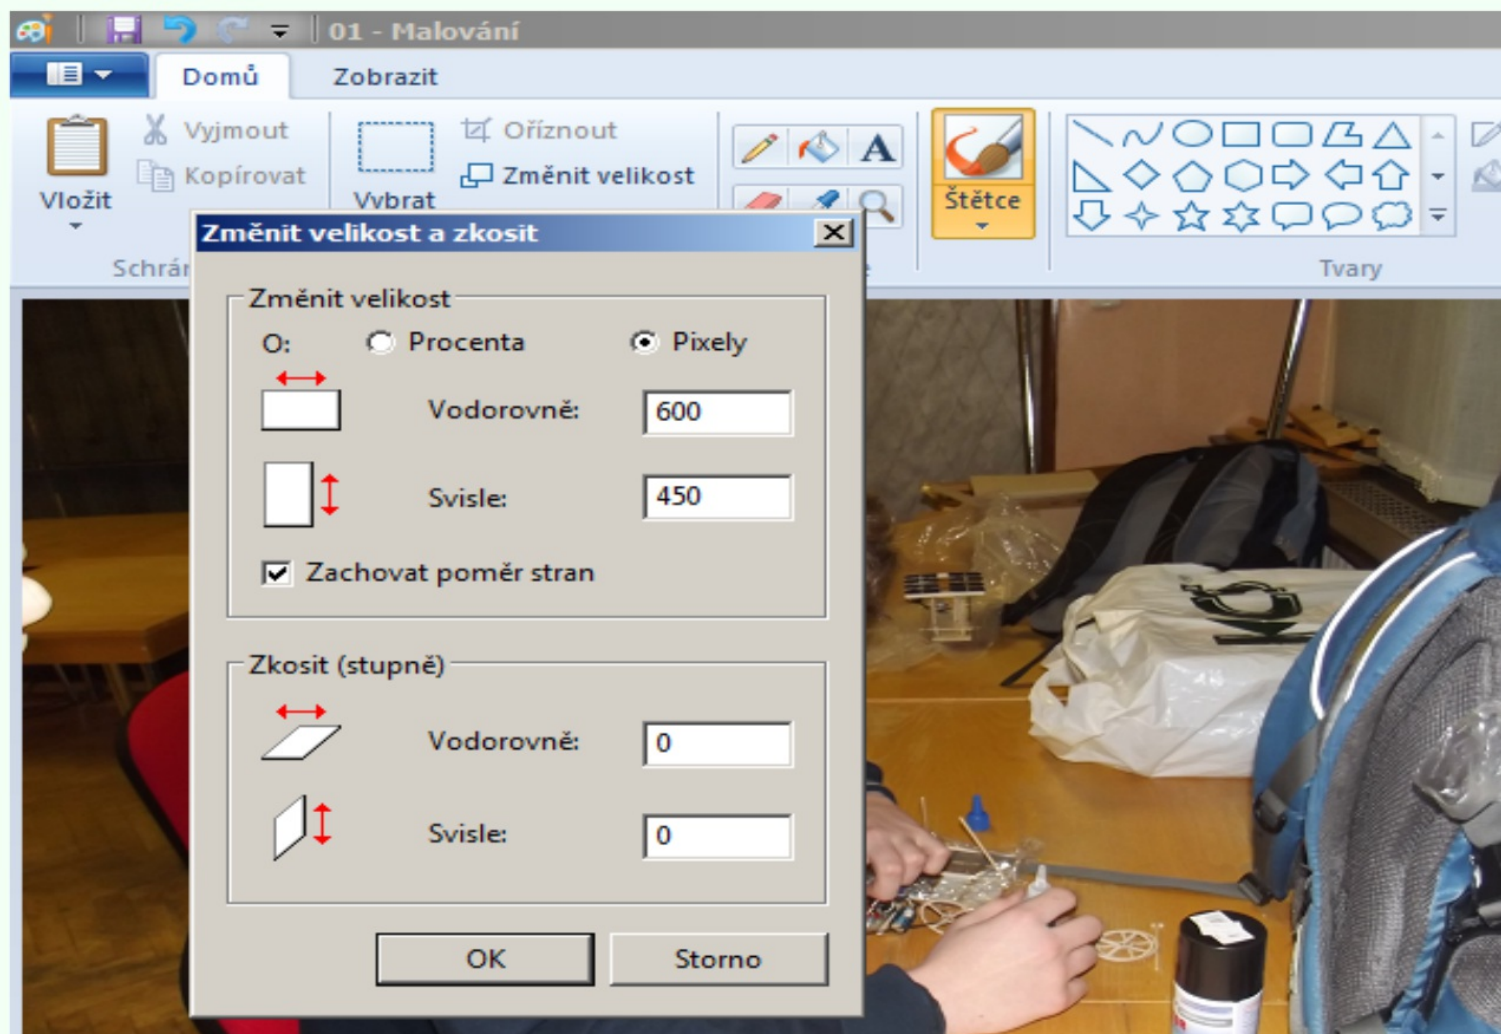 01 - Malování
Domů
Zobrazit
Vložit
Vyjmout
Kopírovat
Vybrat
Oříznout
Změnit velikost
A
Štětce
Tvary
Změnit velikost a zkosit
Změnit velikost
O:
Procenta
Pixely
Vodorovně:
600
Svisle:
450
Zachovat poměr stran
Zkosit (stupně)
Vodorovně:
0
Svisle:
0
OK
Storno